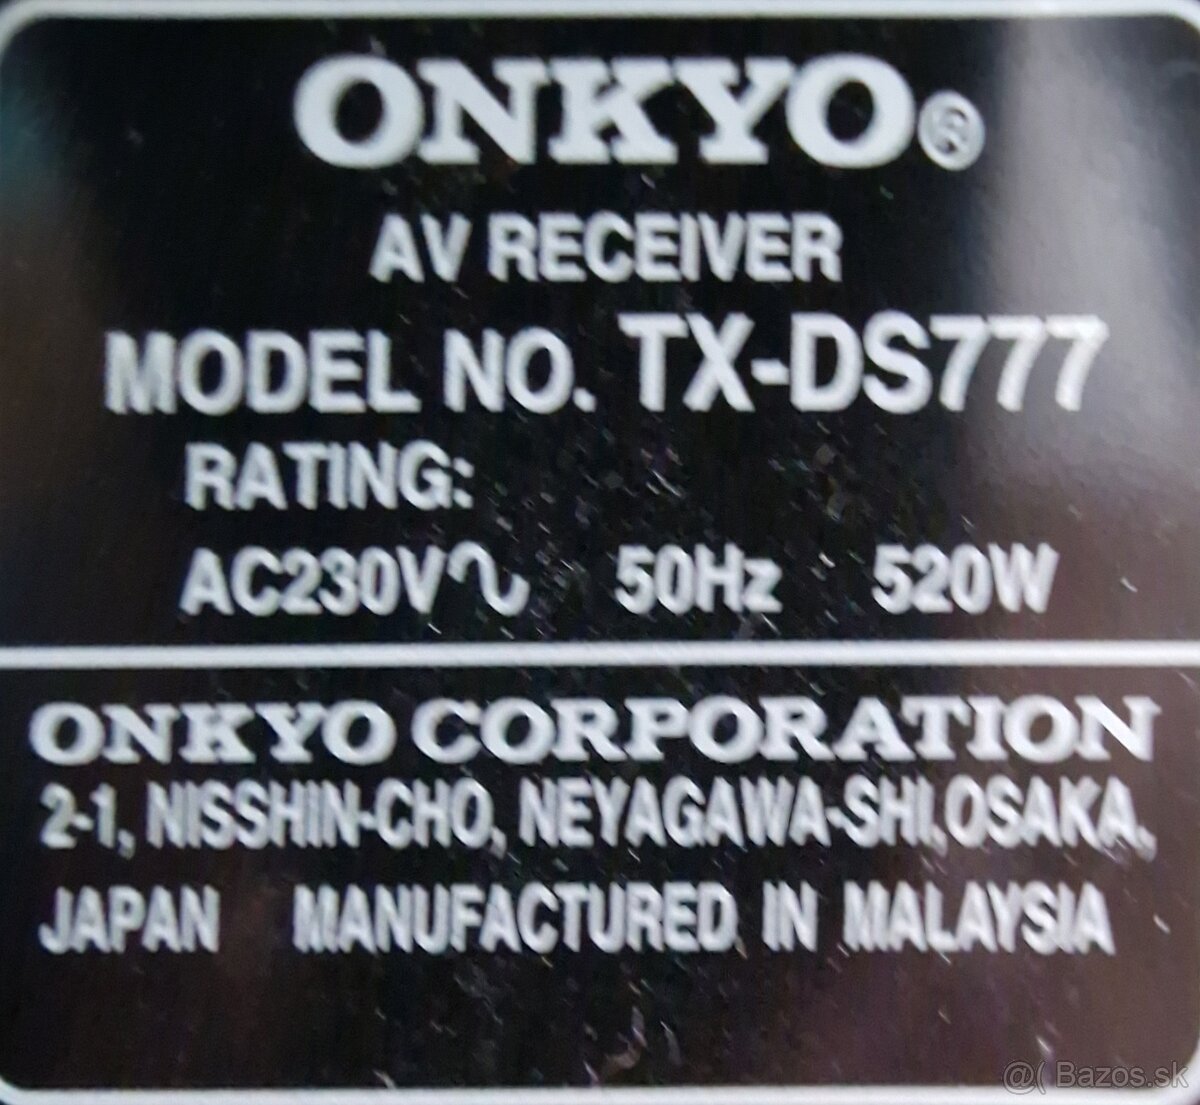 ONKYO®
AV RECEIVER
MODEL NO. TX-DS777
RATING:
AC230V∿ 50Hz 520W
ONKYO CORPORATION
2-1, NISSHIN-CHO, NEYAGAWA-SHI, OSAKA,
JAPAN MANUFACTURED IN MALAYSIA
@( Bazos.sk